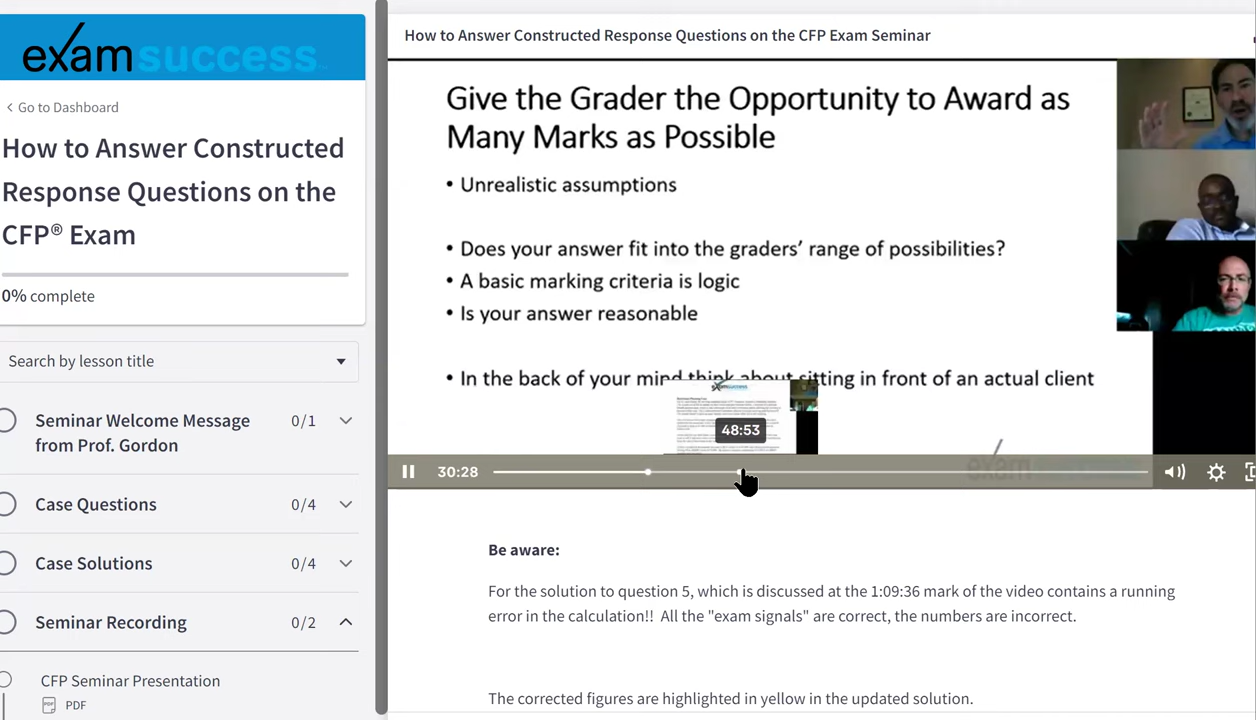 examsuccess
Go to Dashboard
How to Answer Constructed
Response Questions on the
CFP® Exam
0% complete
Search by lesson title
Seminar Welcome Message
from Prof. Gordon
0/1
Case Questions
0/4
Case Solutions
0/4
Seminar Recording
0/2
CFP Seminar Presentation
PDF
How to Answer Constructed Response Questions on the CFP Exam Seminar
Give the Grader the Opportunity to Award as
Many Marks as Possible
• Unrealistic assumptions
• Does your answer fit into the graders' range of possibilities?
• A basic marking criteria is logic
• Is your answer reasonable
• In the back of your mind think about sitting in front of an actual client
examsuccess
48:53
30:28
Be aware:
For the solution to question 5, which is discussed at the 1:09:36 mark of the video contains a running
error in the calculation!! All the "exam signals" are correct, the numbers are incorrect.
The corrected figures are highlighted in yellow in the updated solution.